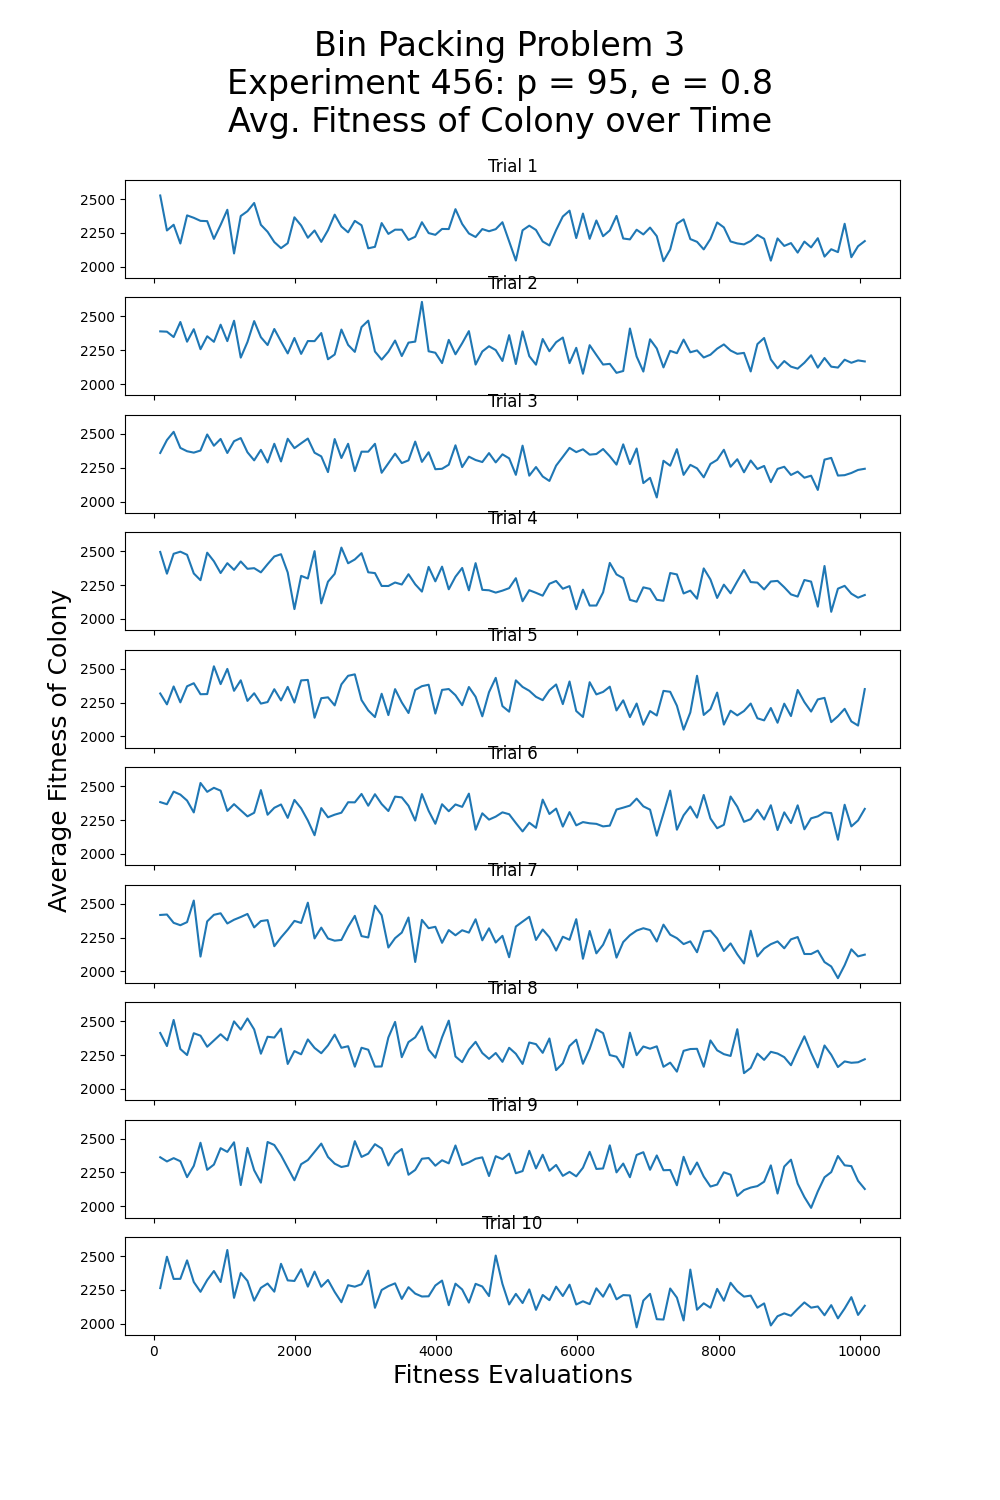 Bin Packing Problem 3
Experiment 456: p = 95, e = 0.8
Avg. Fitness of Colony over Time
Average Fitness of Colony
Trial 1
2500
2250
2000
Trial 2
2500
2250
2000
Trial 3
2500
2250
2000
Trial 4
2500
2250
2000
Trial 5
2500
2250
2000
Trial 6
2500
2250
2000
Trial 7
2500
2250
2000
Trial 8
2500
2250
2000
Trial 9
2500
2250
2000
Trial 10
2500
2250
2000
0 2000 4000 6000 8000 10000
Fitness Evaluations